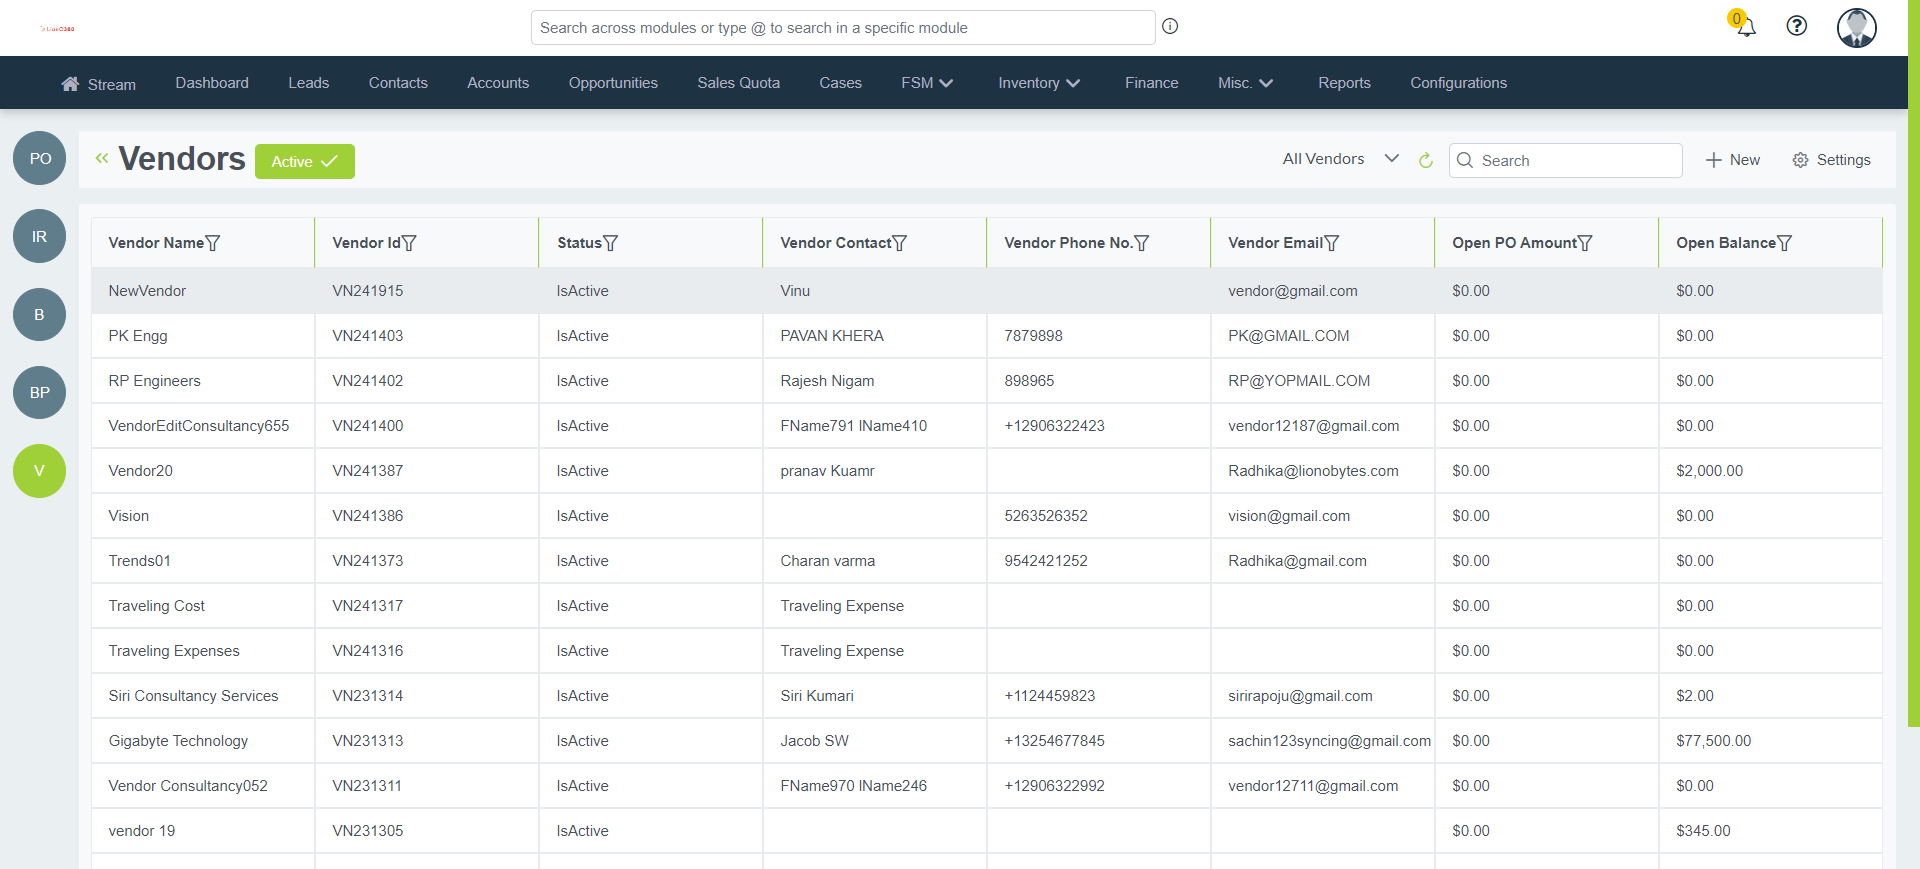 Search across modules or type @ to search in a specific module
0
Stream Dashboard Leads Contacts Accounts Opportunities Sales Quota Cases FSM Inventory Finance Misc. Reports Configurations
PO
IR
B
BP
V
Vendors Active All Vendors Search New Settings
Vendor Name Vendor Id Status Vendor Contact Vendor Phone No. Vendor Email Open PO Amount Open Balance
NewVendor VN241915 IsActive Vinu vendor@gmail.com $0.00 $0.00
PK Engg VN241403 IsActive PAVAN KHERA 7879898 PK@GMAIL.COM $0.00 $0.00
RP Engineers VN241402 IsActive Rajesh Nigam 898965 RP@YOPMAIL.COM $0.00 $0.00
VendorEditConsultancy655 VN241400 IsActive FName791 lName410 +12906322423 vendor12187@gmail.com $0.00 $0.00
Vendor20 VN241387 IsActive pranav Kuamr Radhika@lionobytes.com $0.00 $2,000.00
Vision VN241386 IsActive 5263526352 vision@gmail.com $0.00 $0.00
Trends01 VN241373 IsActive Charan varma 9542421252 Radhika@gmail.com $0.00 $0.00
Traveling Cost VN241317 IsActive Traveling Expense $0.00 $0.00
Traveling Expenses VN241316 IsActive Traveling Expense $0.00 $0.00
Siri Consultancy Services VN231314 IsActive Siri Kumari +1124459823 sirirapoju@gmail.com $0.00 $2.00
Gigabyte Technology VN231313 IsActive Jacob SW +13254677845 sachin123syncing@gmail.com $0.00 $77,500.00
Vendor Consultancy052 VN231311 IsActive FName970 lName246 +12906322992 vendor12711@gmail.com $0.00 $0.00
vendor 19 VN231305 IsActive $0.00 $345.00